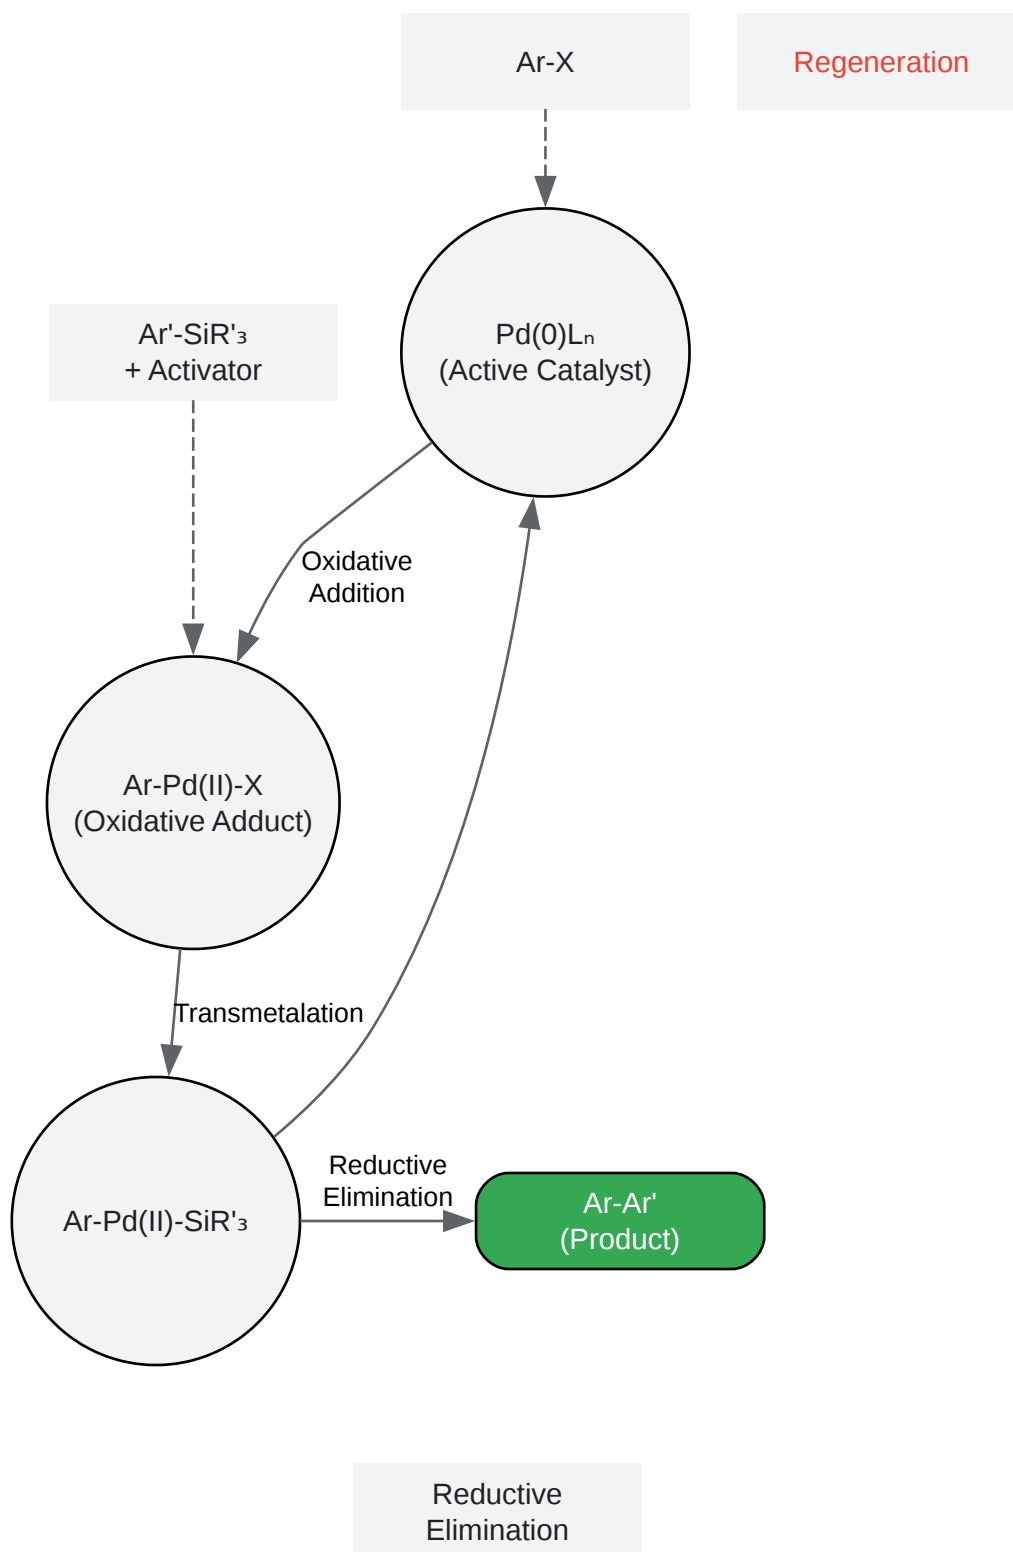 Ar-X
Regeneration
Ar'-SiR'₃
+ Activator
Pd(0)Lₙ
(Active Catalyst)
Oxidative
Addition
Ar-Pd(II)-X
(Oxidative Adduct)
Transmetalation
Reductive
Elimination
Ar-Pd(II)-SiR'₃
Ar-Ar'
(Product)
Reductive
Elimination